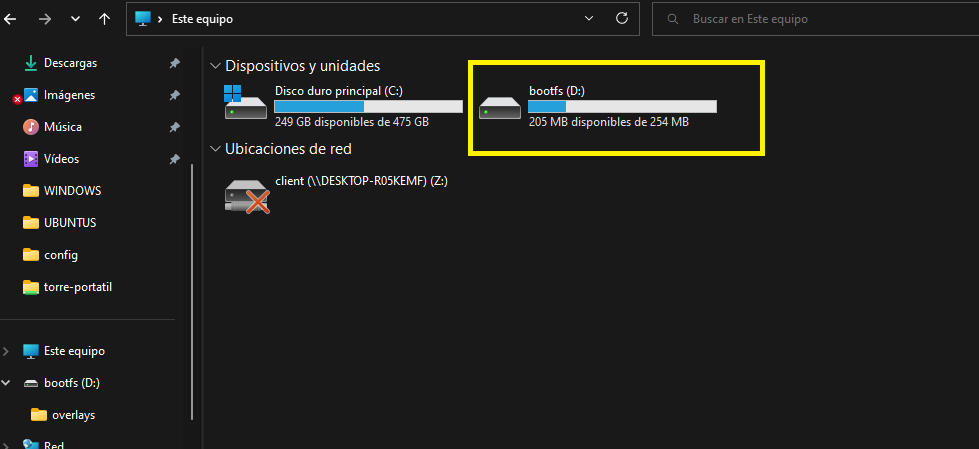 Este equipo
Buscar en Este equipo
Descargas
Imágenes
Música
Vídeos
WINDOWS
UBUNTUS
config
torre-portatil
Este equipo
bootfs (D:)
overlays
Red
Dispositivos y unidades
Disco duro principal (C:)
249 GB disponibles de 475 GB
bootfs (D:)
205 MB disponibles de 254 MB
Ubicaciones de red
client (\\DESKTOP-R05KEMF) (Z:)